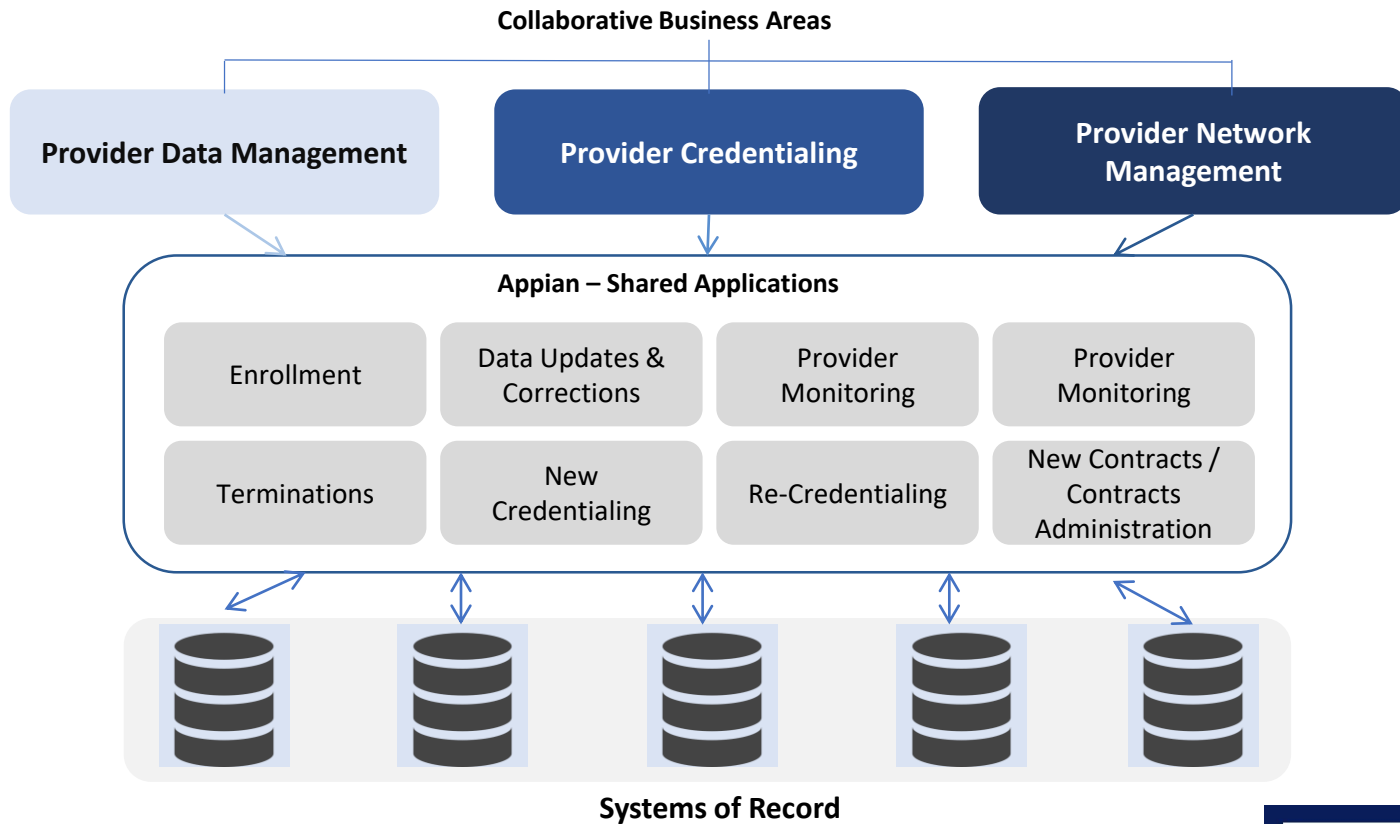 Collaborative Business Areas
Provider Data Management
Provider Credentialing
Provider Network
Management
Appian – Shared Applications
Enrollment
Data Updates &
Corrections
Provider
Monitoring
Provider
Monitoring
Terminations
New
Credentialing
Re-Credentialing
New Contracts /
Contracts
Administration
Systems of Record